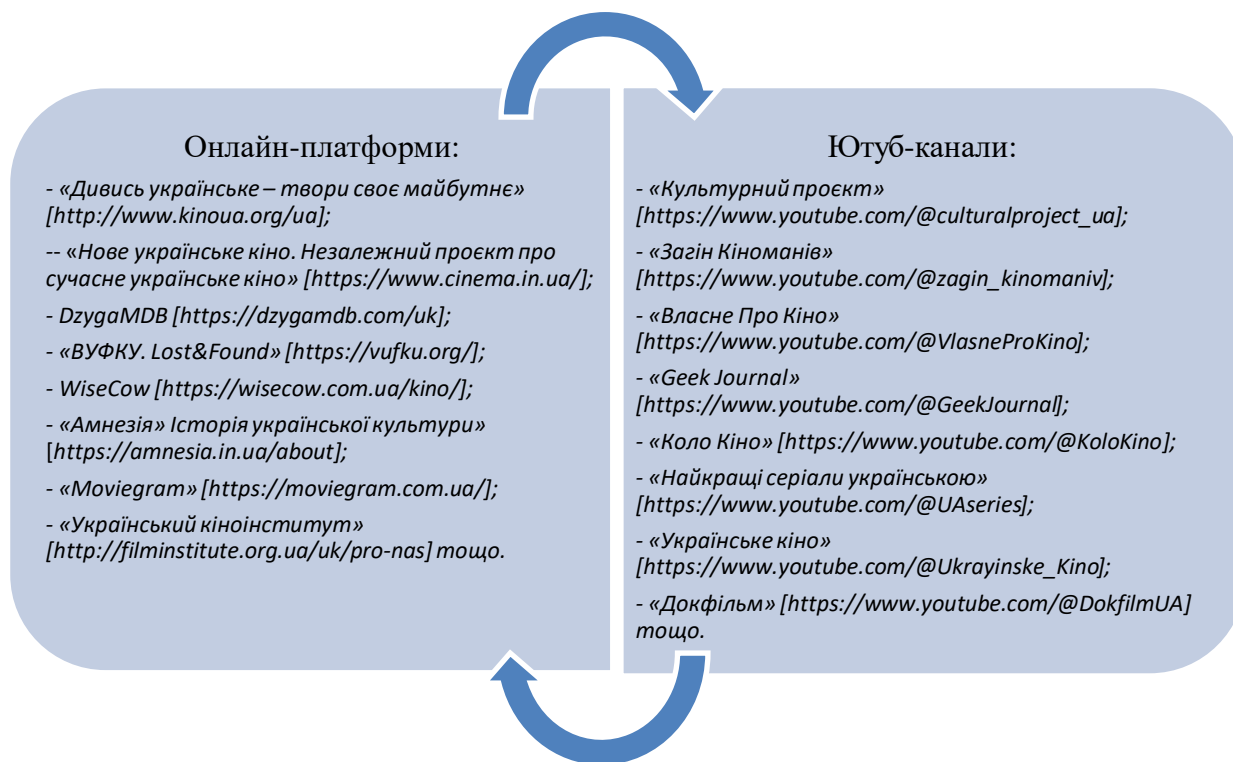 Онлайн-платформи:
- «Дивись українське – твори своє майбутнє»
[http://www.kinoua.org/ua];
-- «Нове українське кіно. Незалежний проєкт про
сучасне українське кіно» [https://www.cinema.in.ua/];
- DzygaMDB [https://dzygamdb.com/uk];
- «ВУФКУ. Lost&Found» [https://vufku.org/];
- WiseCow [https://wisecow.com.ua/kino/];
- «Амнезія» Історія української культури»
[https://amnesia.in.ua/about];
- «Moviegram» [https://moviegram.com.ua/];
- «Український кіноінститут»
[http://filminstitute.org.ua/uk/pro-nas] тощо.
Ютуб-канали:
- «Культурний проєкт»
[https://www.youtube.com/@culturalproject_ua];
- «Загін Кіноманів»
[https://www.youtube.com/@zagin_kinomaniv];
- «Власне Про Кіно»
[https://www.youtube.com/@VlasneProKino];
- «Geek Journal»
[https://www.youtube.com/@GeekJournal];
- «Коло Кіно» [https://www.youtube.com/@KoloKino];
- «Найкращі серіали українською»
[https://www.youtube.com/@UAseries];
- «Українське кіно»
[https://www.youtube.com/@Ukrayinske_Kino];
- «Докфільм» [https://www.youtube.com/@DokfilmUA]
тощо.